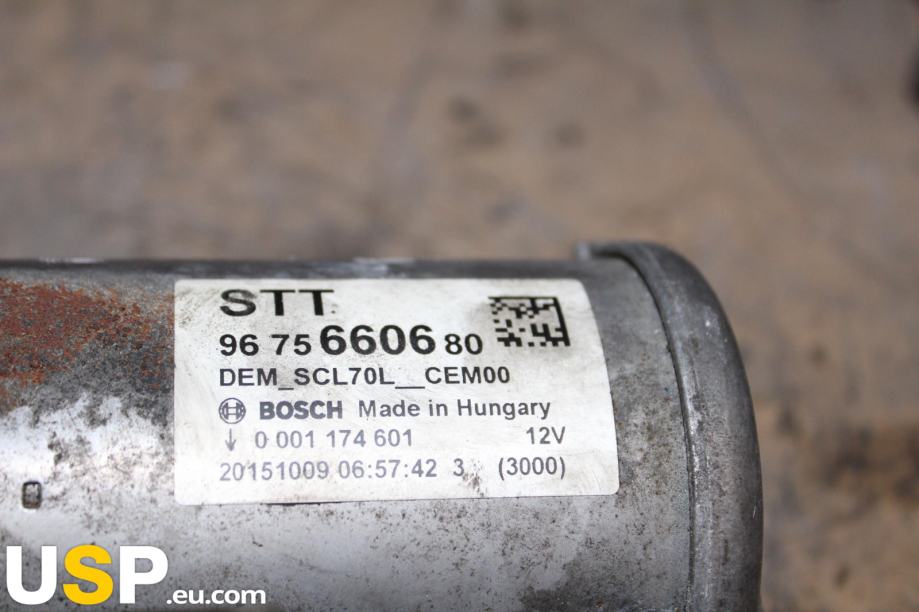 STT
96 75 6606 80
DEM_SCL70L__CEM00
BOSCH Made in Hungary
↓ 0 001 174 601 12V
20151009 06:57:42 3 (3000)
USP.eu.com